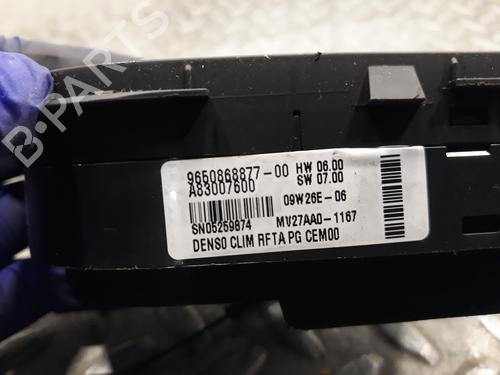 B-PARTS
9650868877-00 HW 06.00
A83007600 SW 07.00
09W26E-06
SN05259874 MV27AA0-1167
DENSO CLIM RFTA PG CEM00